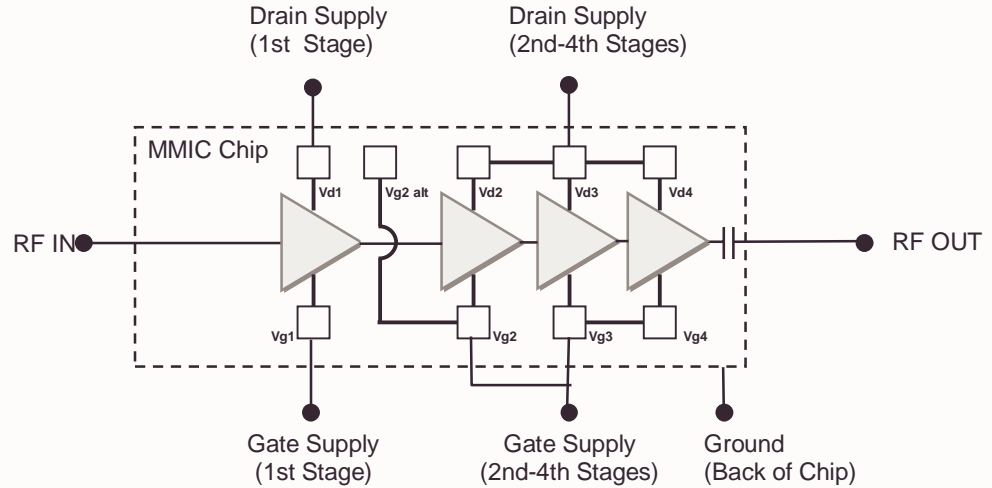 Drain Supply
(1st Stage)
Drain Supply
(2nd-4th Stages)
MMIC Chip
Vd1
Vg2 alt
Vd2
Vd3
Vd4
RF IN
RF OUT
Vg1
Vg2
Vg3
Vg4
Gate Supply
(1st Stage)
Gate Supply
(2nd-4th Stages)
Ground
(Back of Chip)